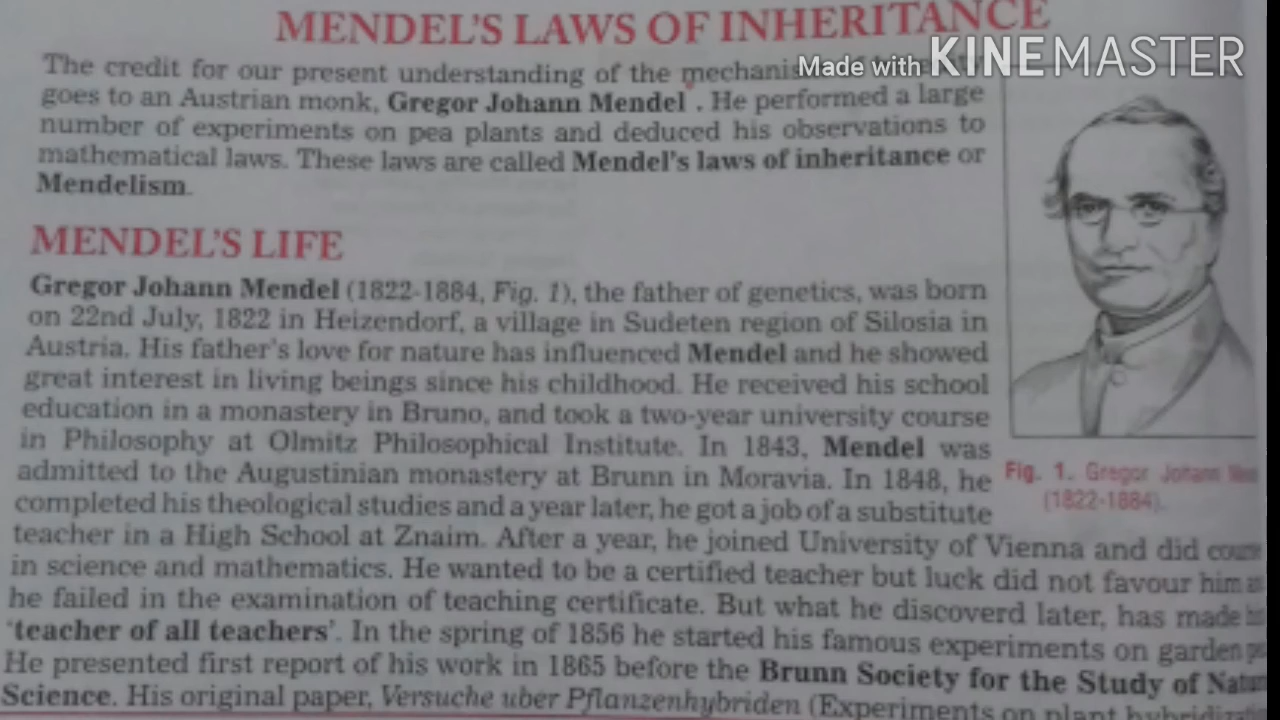 MENDEL'S LAWS OF INHERITANCE
Made with KINEMASTER
The credit for our present understanding of the
goes to an Austrian monk, Gregor Johann Mendel . He performed a large
number of experiments on pea plants and deduced his observations to
mathematical laws. These laws are called Mendel's laws of inheritance or
Mendelism.
MENDEL'S LIFE
Gregor Johann Mendel (1822-1884, Fig. 1), the father of genetics, was born
on 22nd July, 1822 in Heizendorf, a village in Sudeten region of Silosia in
Austria. His father's love for nature has influenced Mendel and he showed
great interest in living beings since his childhood. He received his school
education in a monastery in Bruno, and took a two-year university course
in Philosophy at Olmitz Philosophical Institute. In 1843, Mendel was
admitted to the Augustinian monastery at Brunn in Moravia. In 1848, he
completed his theological studies and a year later, he got a job of a substitute
teacher in a High School at Znaim. After a year, he joined University of Vienna and did
in science and mathematics. He wanted to be a certified teacher but luck did not favour him
he failed in the examination of teaching certificate. But what he discoverd later, has made
'teacher of all teachers'. In the spring of 1856 he started his famous experiments on garden
He presented first report of his work in 1865 before the Brunn Society for the Study of
Science. His original paper, Versuche uber Pflanzenhybriden (Experiments on plant
Fig. 1. Gregor Johann
(1822-1884).